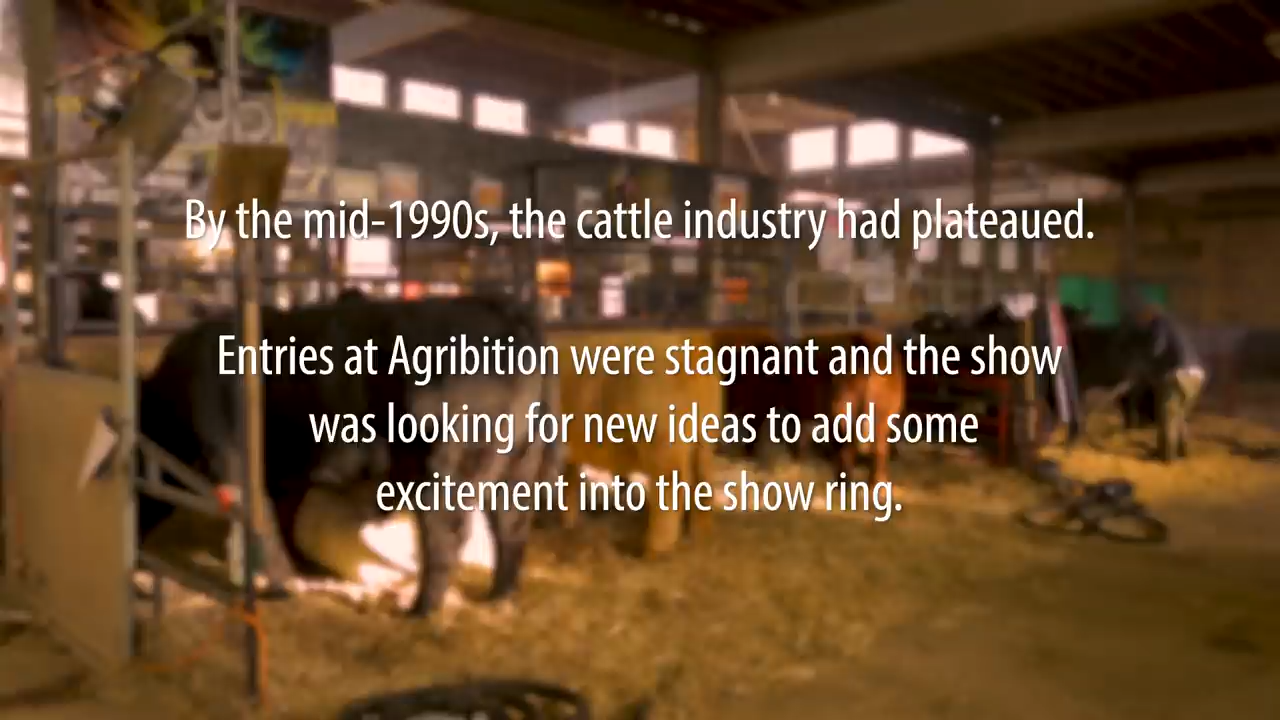 By the mid-1990s, the cattle industry had plateaued.
Entries at Agribition were stagnant and the show
was looking for new ideas to add some
excitement into the show ring.